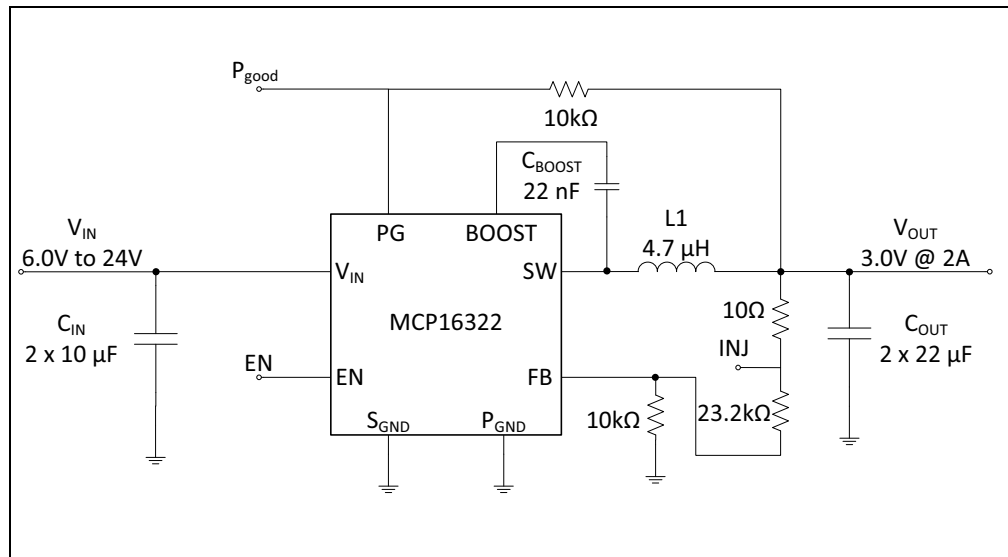 Pgood
10kΩ
CBOOST
22 nF
VIN
6.0V to 24V
PG
BOOST
L1
4.7 µH
VOUT
3.0V @ 2A
VIN
SW
CIN
2 x 10 µF
MCP16322
10Ω
COUT
2 x 22 µF
INJ
EN
EN
FB
10kΩ
23.2kΩ
SGND
PGND